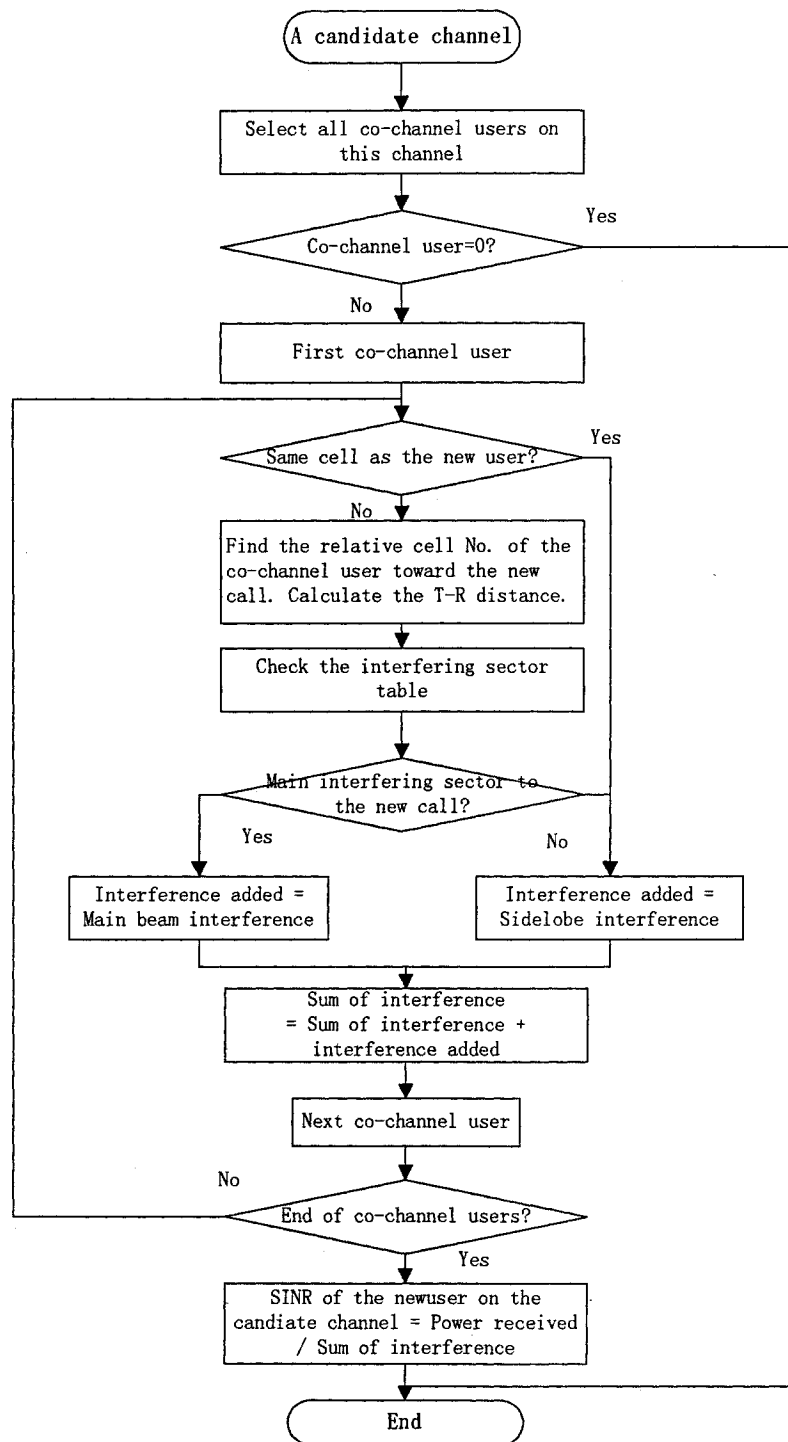 A candidate channel
Select all co-channel users on
this channel
Yes
Co-channel user=0?
No
First co-channel user
Yes
Same cell as the new user?
No
Find the relative cell No. of the
co-channel user toward the new
call. Calculate the T-R distance.
Check the interfering sector
table
Main interfering sector to
the new call?
Yes
No
Interference added =
Main beam interference
Interference added =
Sidelobe interference
Sum of interference
= Sum of interference +
interference added
Next co-channel user
No
End of co-channel users?
Yes
SINR of the newuser on the
candiate channel = Power received
/ Sum of interference
End